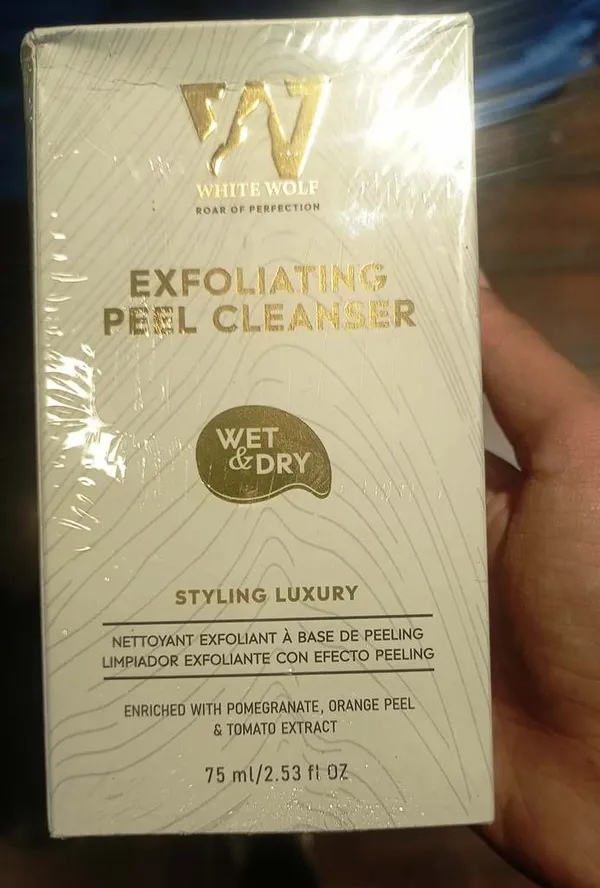 WHITE WOLF
ROAR OF PERFECTION
EXFOLIATING
PEEL CLEANSER
WET
& DRY
STYLING LUXURY
NETTOYANT EXFOLIANT À BASE DE PEELING
LIMPIADOR EXFOLIANTE CON EFECTO PEELING
ENRICHED WITH POMEGRANATE, ORANGE PEEL
& TOMATO EXTRACT
75 ml/2.53 fl OZ